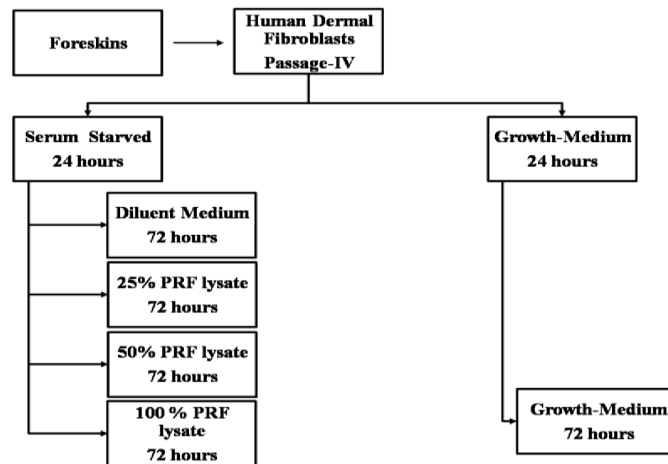 Foreskins
Human Dermal
Fibroblasts
Passage-IV
Serum Starved
24 hours
Growth-Medium
24 hours
Diluent Medium
72 hours
25% PRF lysate
72 hours
50% PRF lysate
72 hours
100 % PRF
lysate
72 hours
Growth-Medium
72 hours